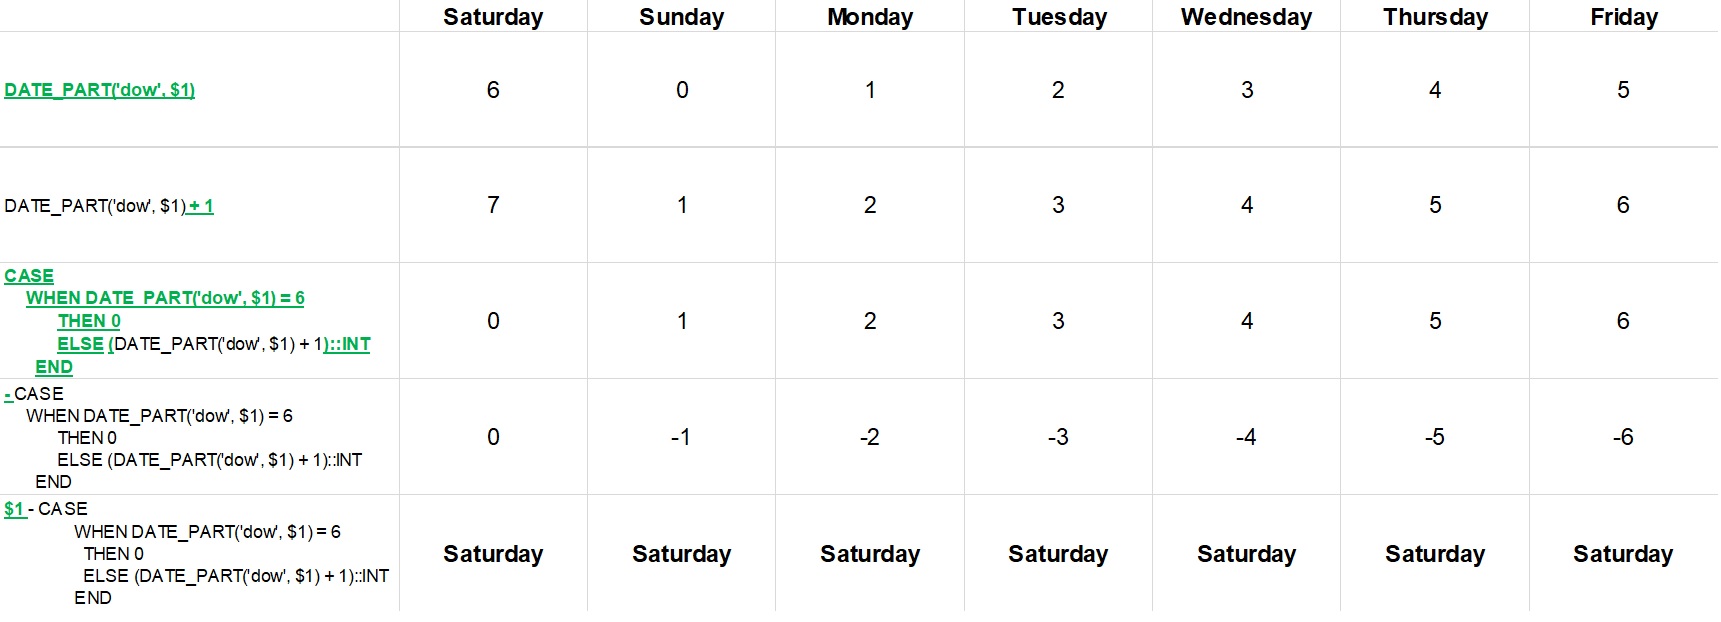 Saturday Sunday Monday Tuesday Wednesday Thursday Friday
DATE_PART('dow', $1) 6 0 1 2 3 4 5
DATE_PART('dow', $1) + 1 7 1 2 3 4 5 6
CASE
WHEN DATE_PART('dow', $1) = 6
THEN 0
ELSE (DATE_PART('dow', $1) + 1)::INT
END
0 1 2 3 4 5 6
- CASE
WHEN DATE_PART('dow', $1) = 6
THEN 0
ELSE (DATE_PART('dow', $1) + 1)::INT
END
0 -1 -2 -3 -4 -5 -6
$1 - CASE
WHEN DATE_PART('dow', $1) = 6
THEN 0
ELSE (DATE_PART('dow', $1) + 1)::INT
END
Saturday Saturday Saturday Saturday Saturday Saturday Saturday